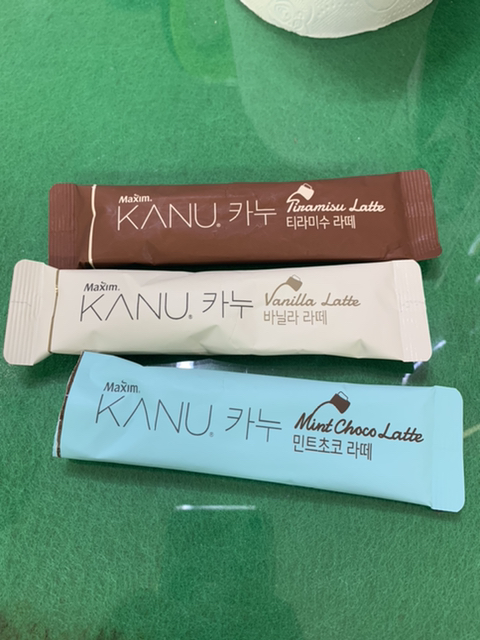 Maxim.
KANU® 카누 Tiramisu Latte
티라미수 라떼
Maxim.
KANU® 카누 Vanilla Latte
바닐라 라떼
Maxim.
KANU® 카누 Mint Choco Latte
민트초코 라떼